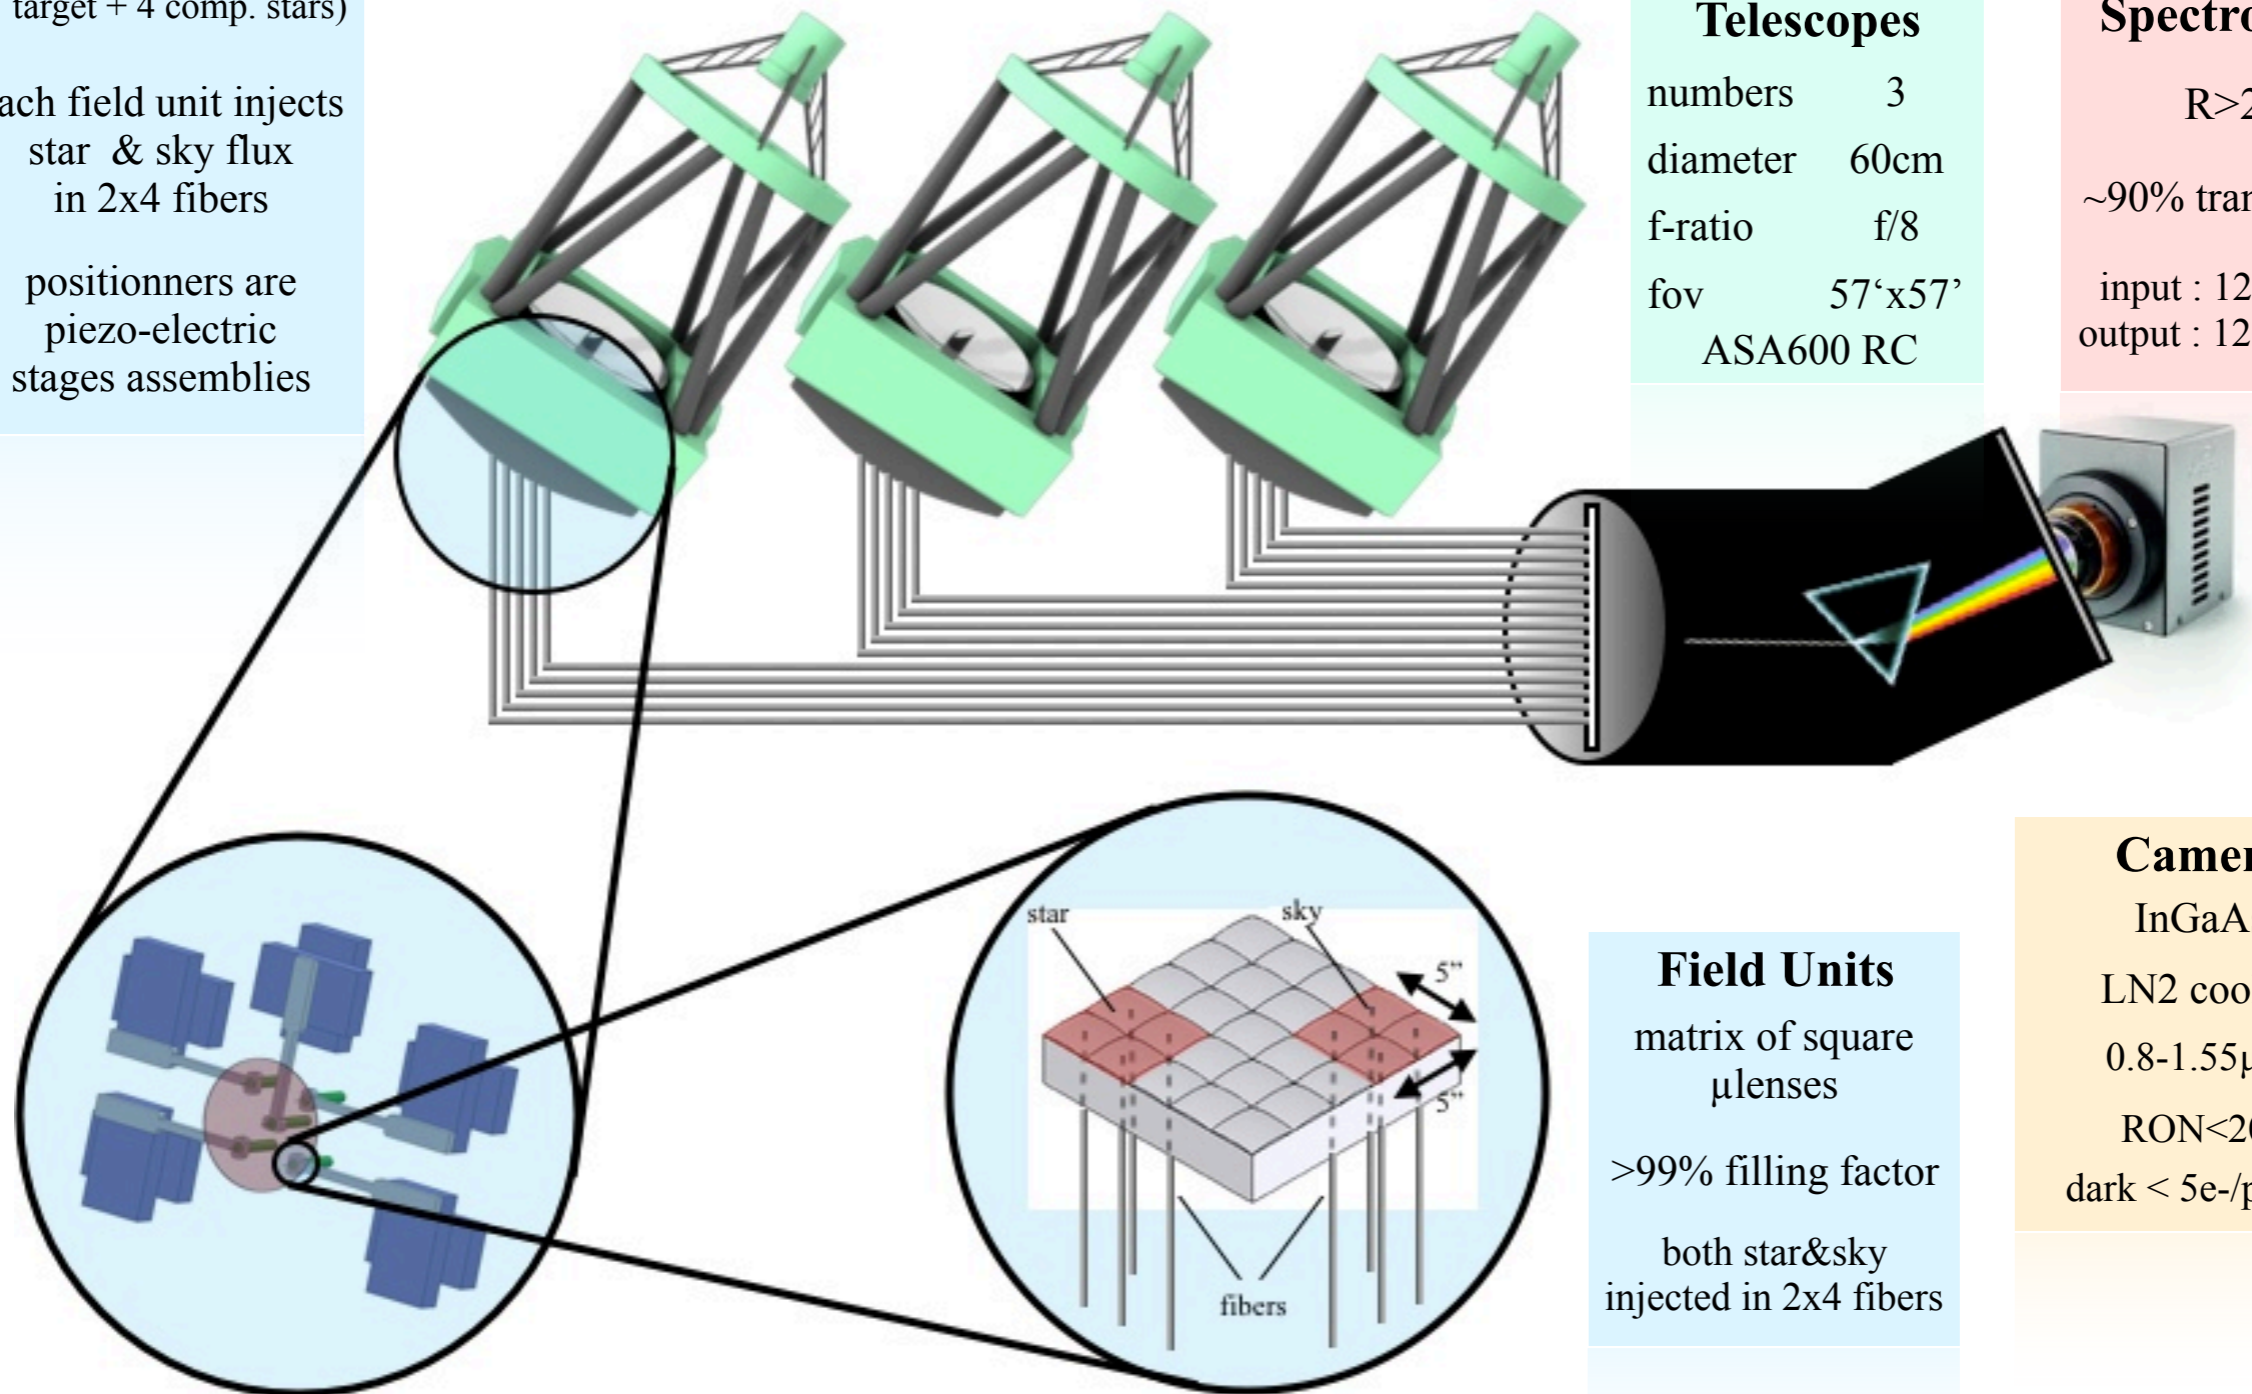 target + 4 comp. stars)
ach field unit injects
star & sky flux
in 2x4 fibers
positionners are
piezo-electric
stages assemblies
Telescopes
numbers 3
diameter 60cm
f-ratio f/8
fov 57‘x57’
ASA600 RC
Spectro
R>2
~90% tran
input : 12
output : 12
star
sky
5”
5”
fibers
Field Units
matrix of square
µlenses
>99% filling factor
both star&sky
injected in 2x4 fibers
Camer
InGaA
LN2 coo
0.8-1.55µ
RON<20
dark < 5e-/p